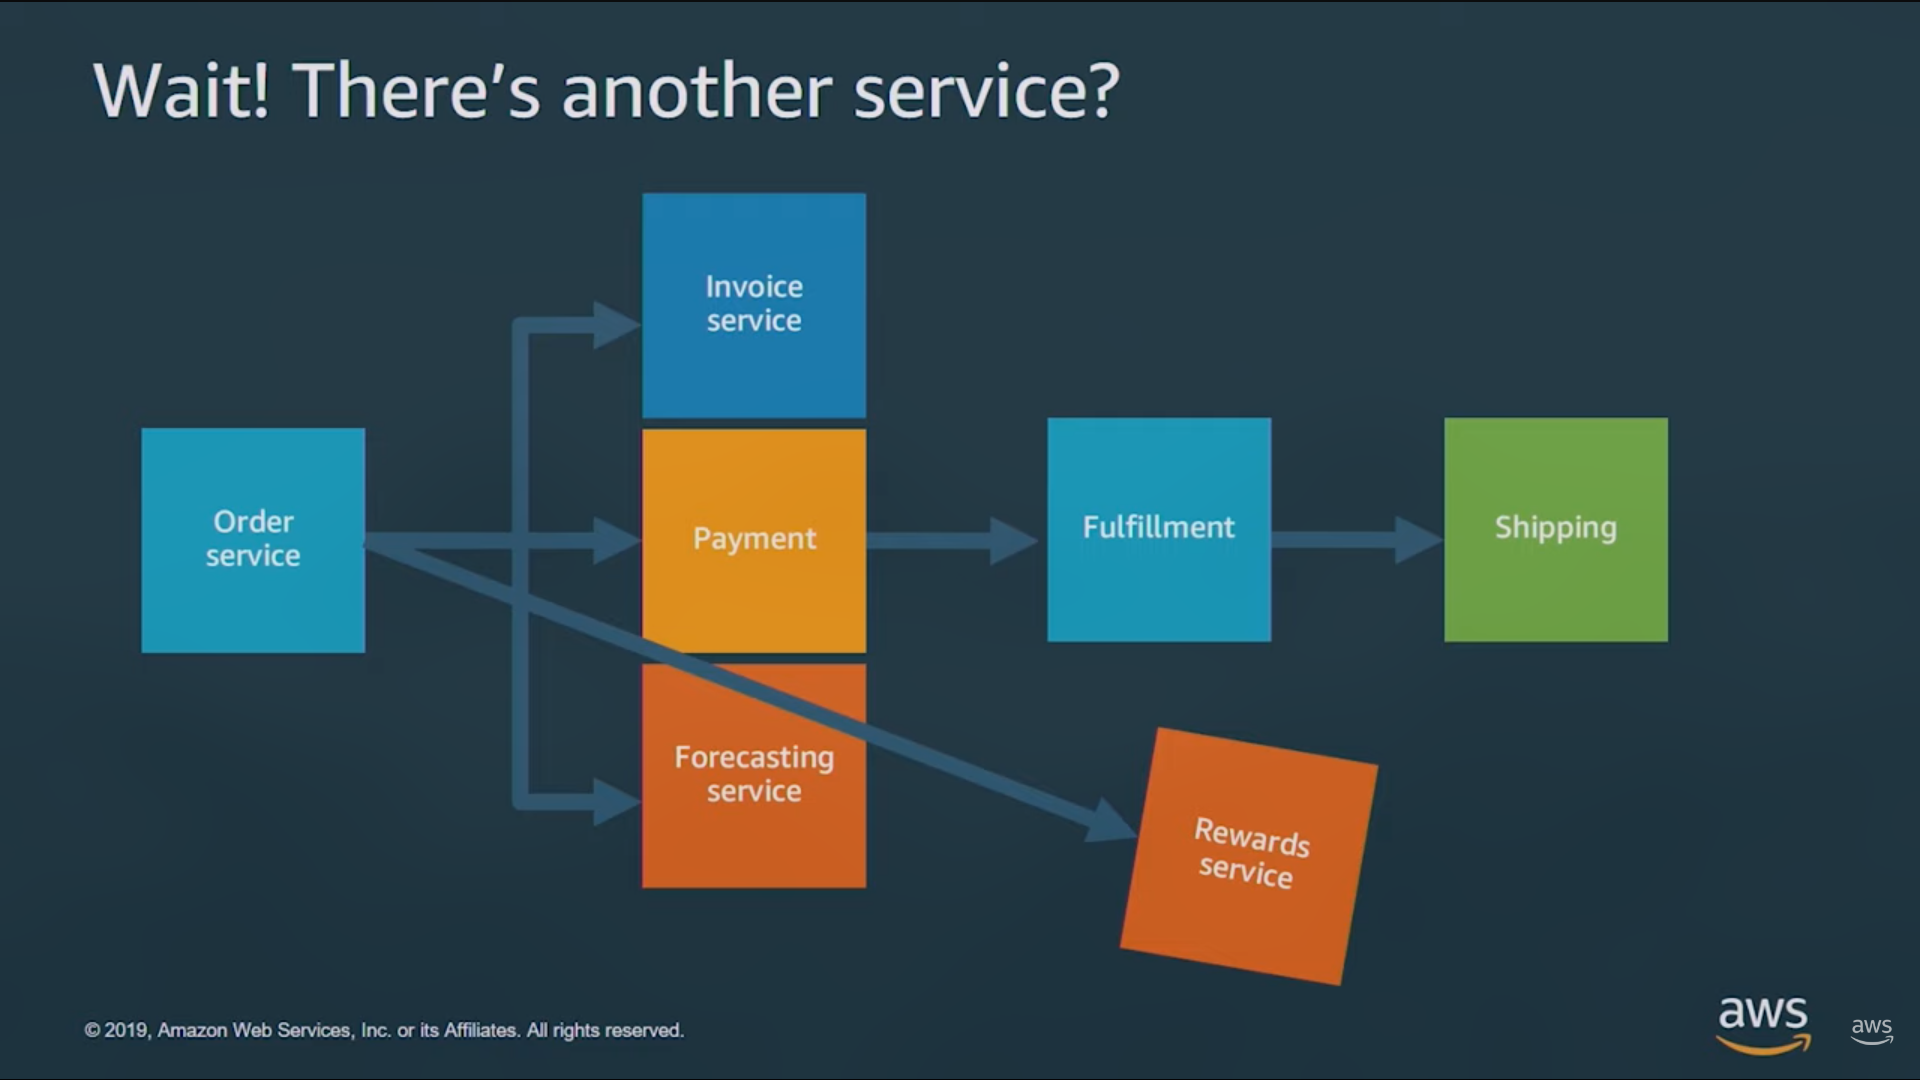 Wait! There's another service?
Invoice
service
Order
service
Payment
Fulfillment
Shipping
Forecasting
service
Rewards
service
© 2019, Amazon Web Services, Inc. or its Affiliates. All rights reserved.
aws
aws